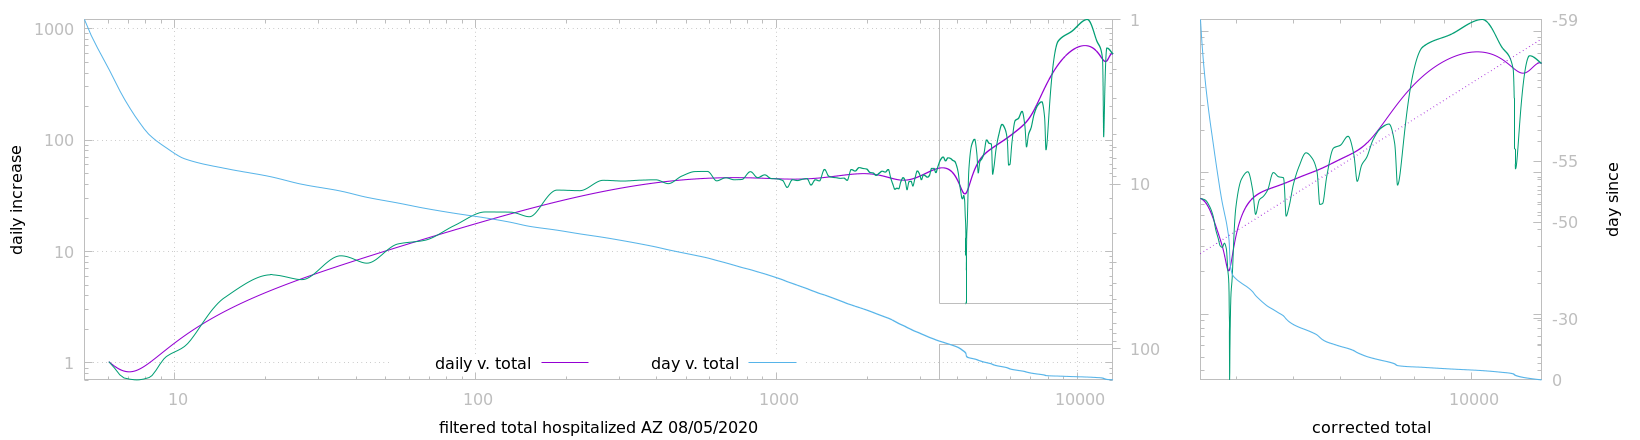 1000
100
10
1
daily increase
10
100
1000
10000
filtered total hospitalized AZ 08/05/2020
daily v. total
day v. total
1
10
100
-59
-55
-50
-30
0
day since
10000
corrected total